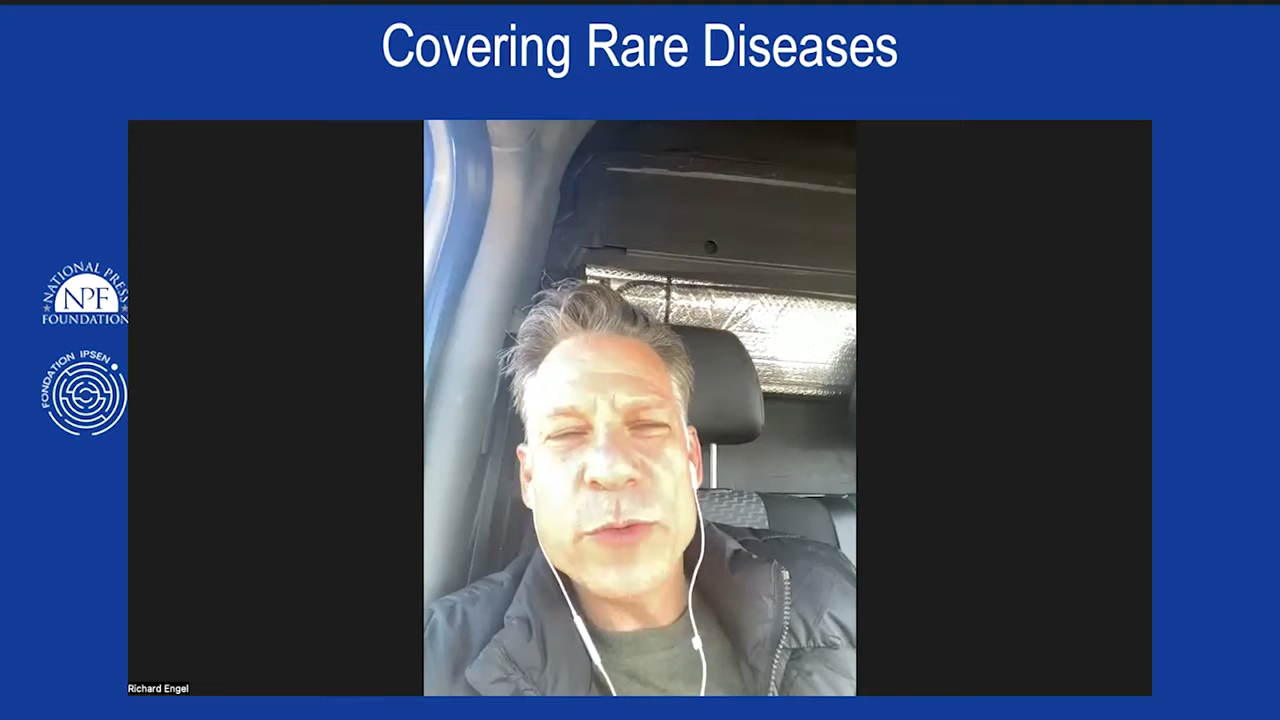 Covering Rare Diseases
NATIONAL PRESS
NPF
FOUNDATION
FONDATION IPSEN
Richard Engel